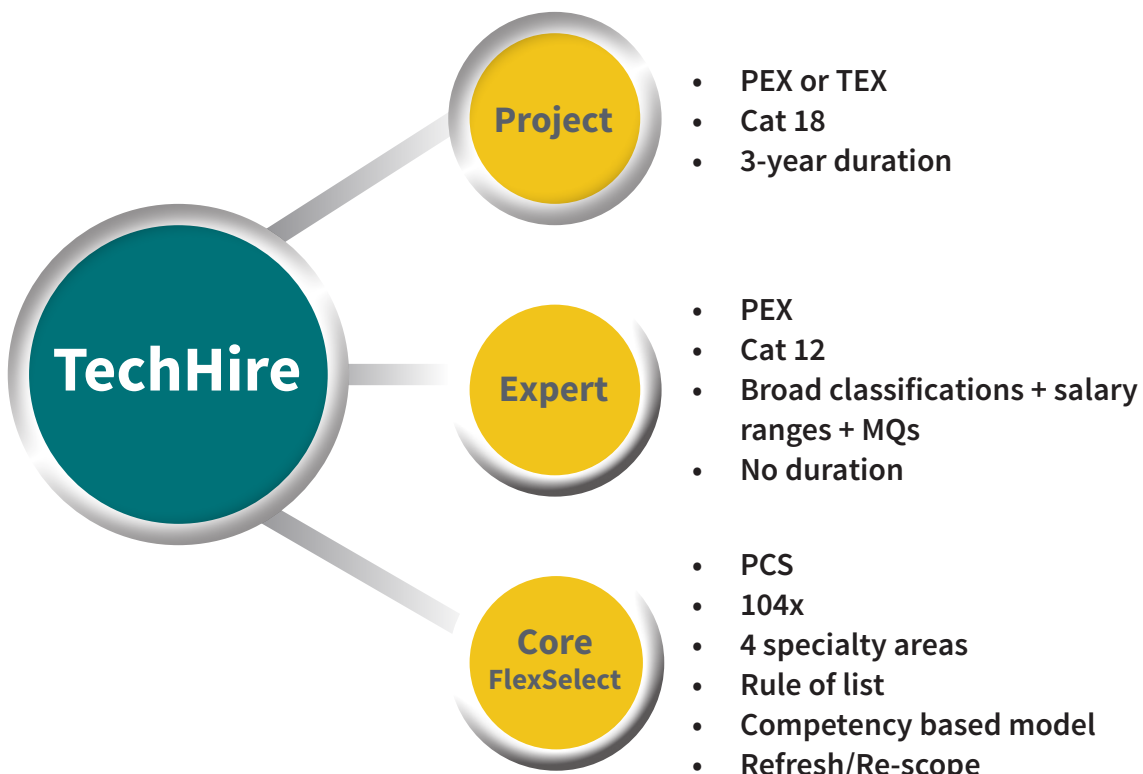 TechHire
Project
• PEX or TEX
• Cat 18
• 3-year duration
Expert
• PEX
• Cat 12
• Broad classifications + salary
ranges + MQs
• No duration
Core
FlexSelect
• PCS
• 104x
• 4 specialty areas
• Rule of list
• Competency based model
• Refresh/Re-scope